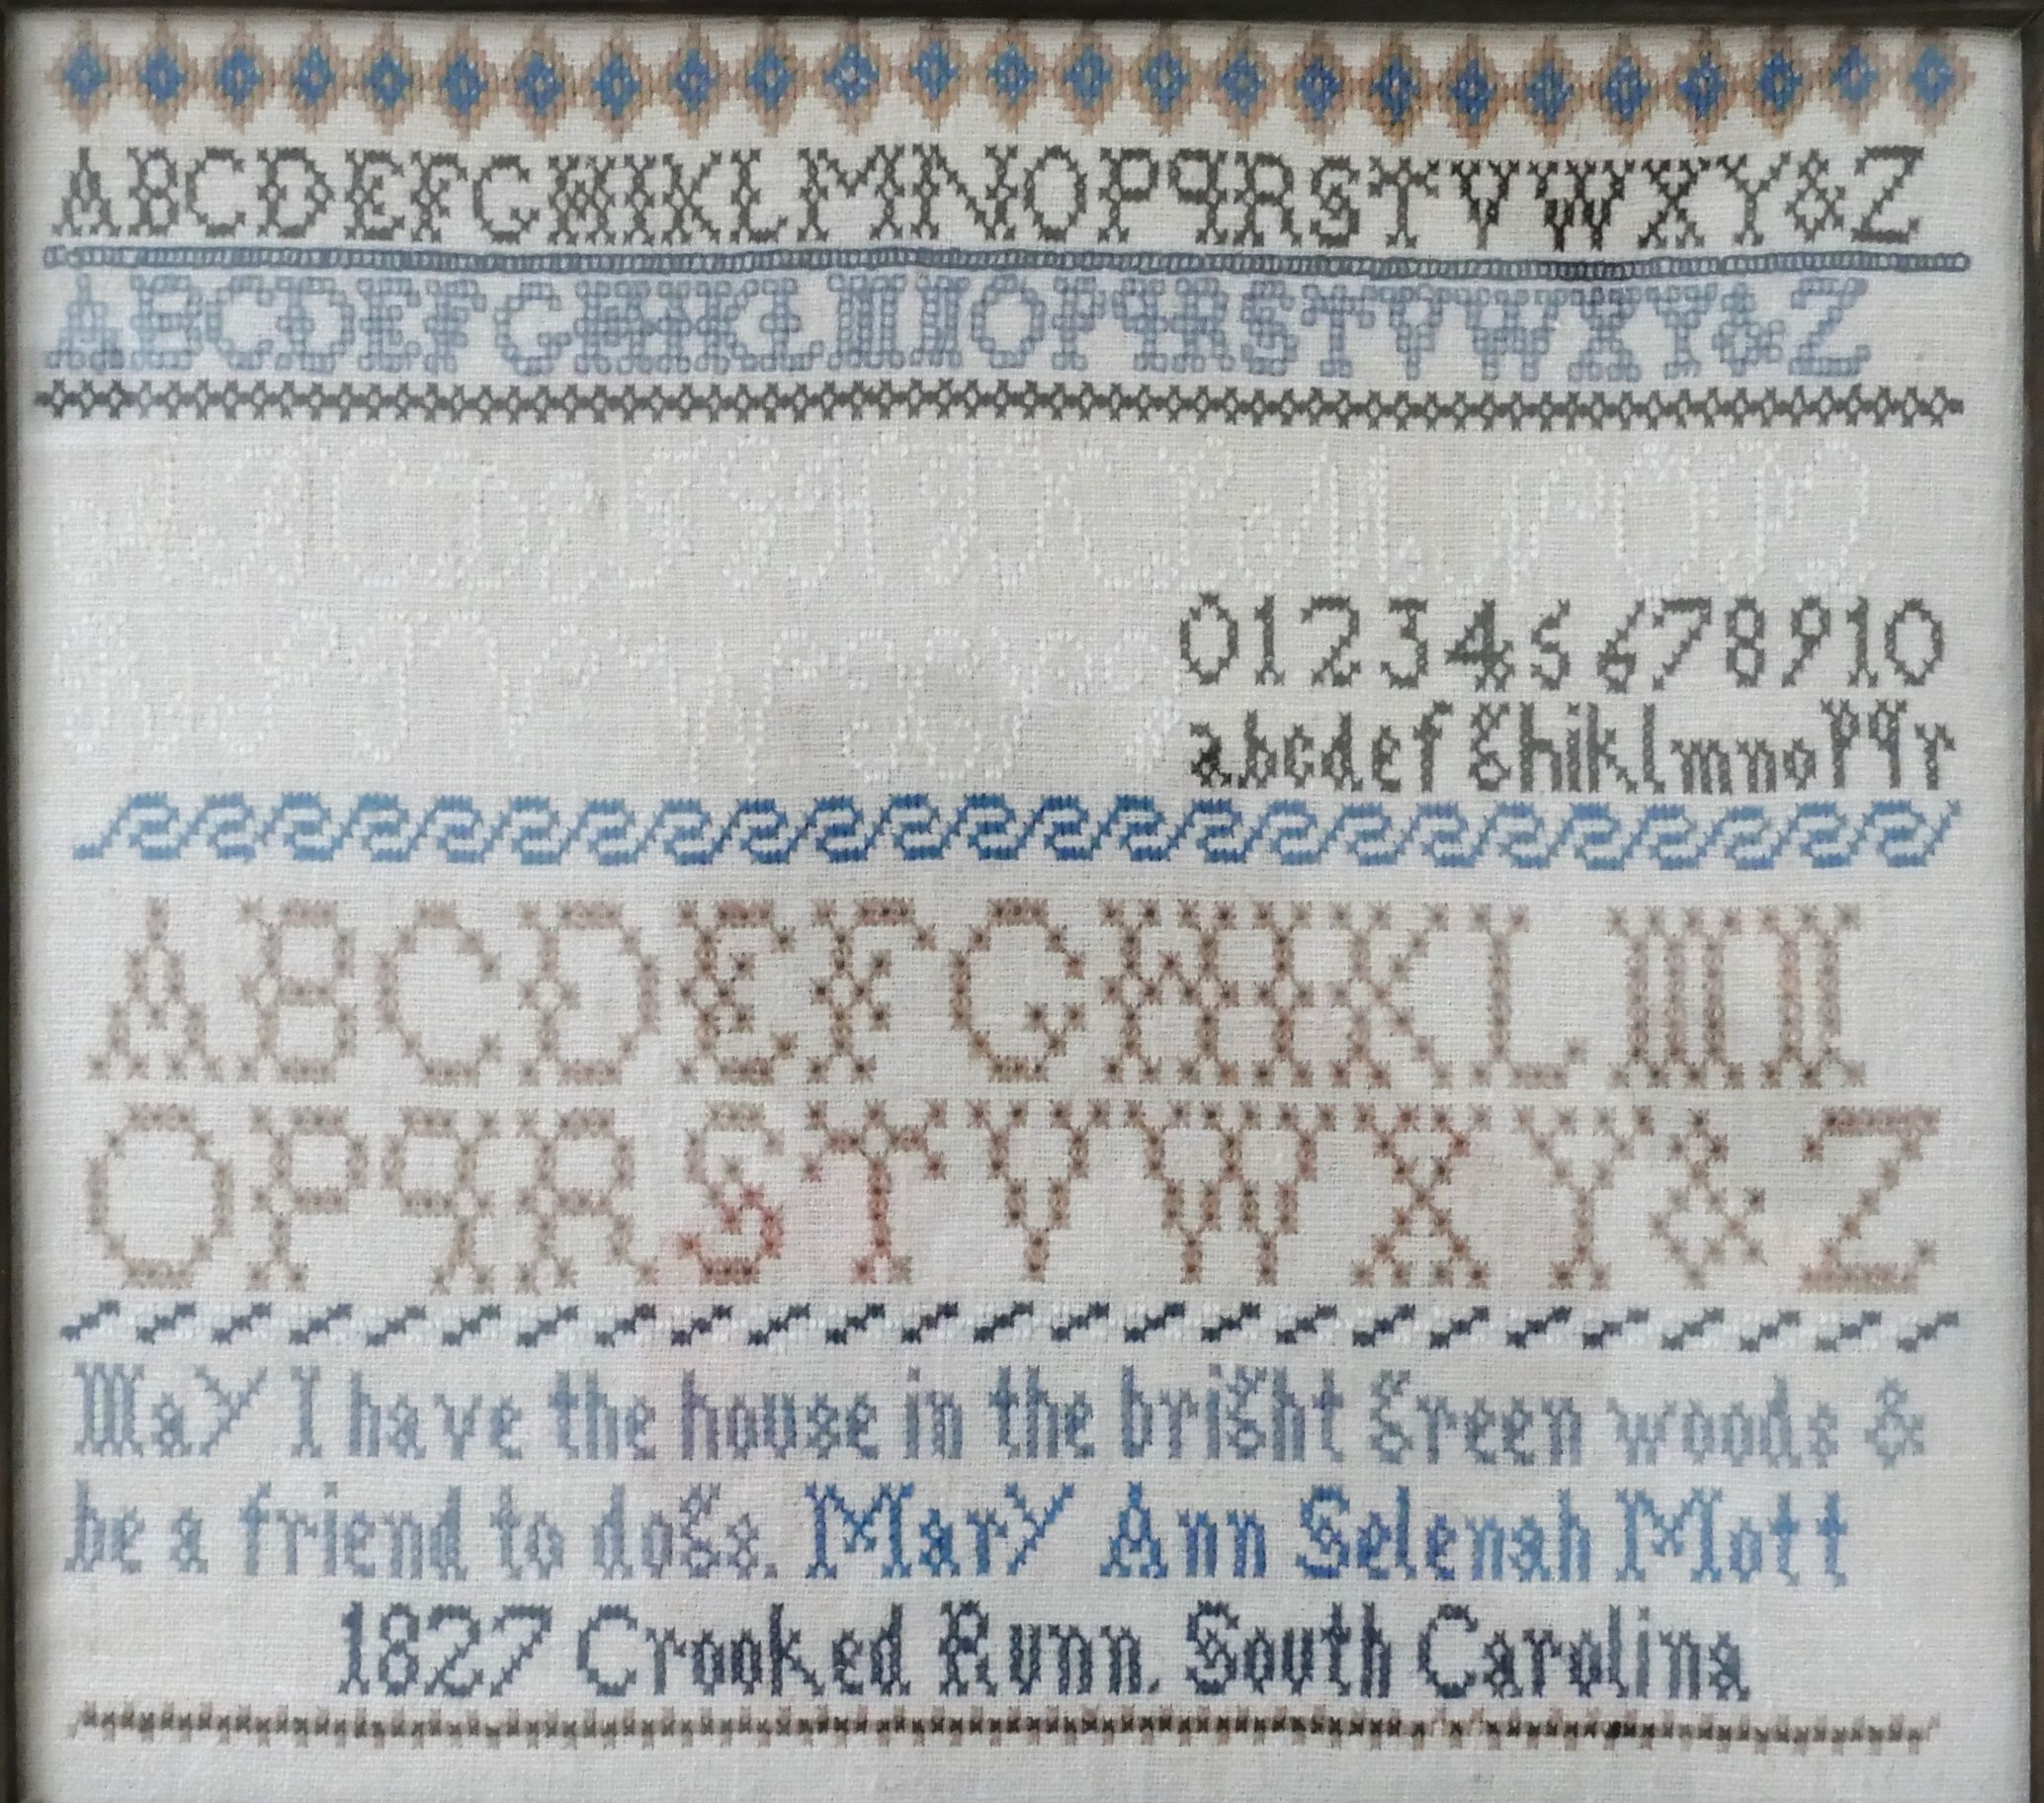 ABCDEFGHIKLMNOPqRSTVWXY&Z
ABCDEFGHIKLMNOPqRSTVWXY&Z
012345678910
abcdefghiklmnopqr
ABCDEFGHIKLMN
OPqRSTVWXY&Z
MaY I have the house in the bright green woods &
be a friend to dogs. MarY Ann Selenah Mott
1827 Crooked Runn. South Carolina